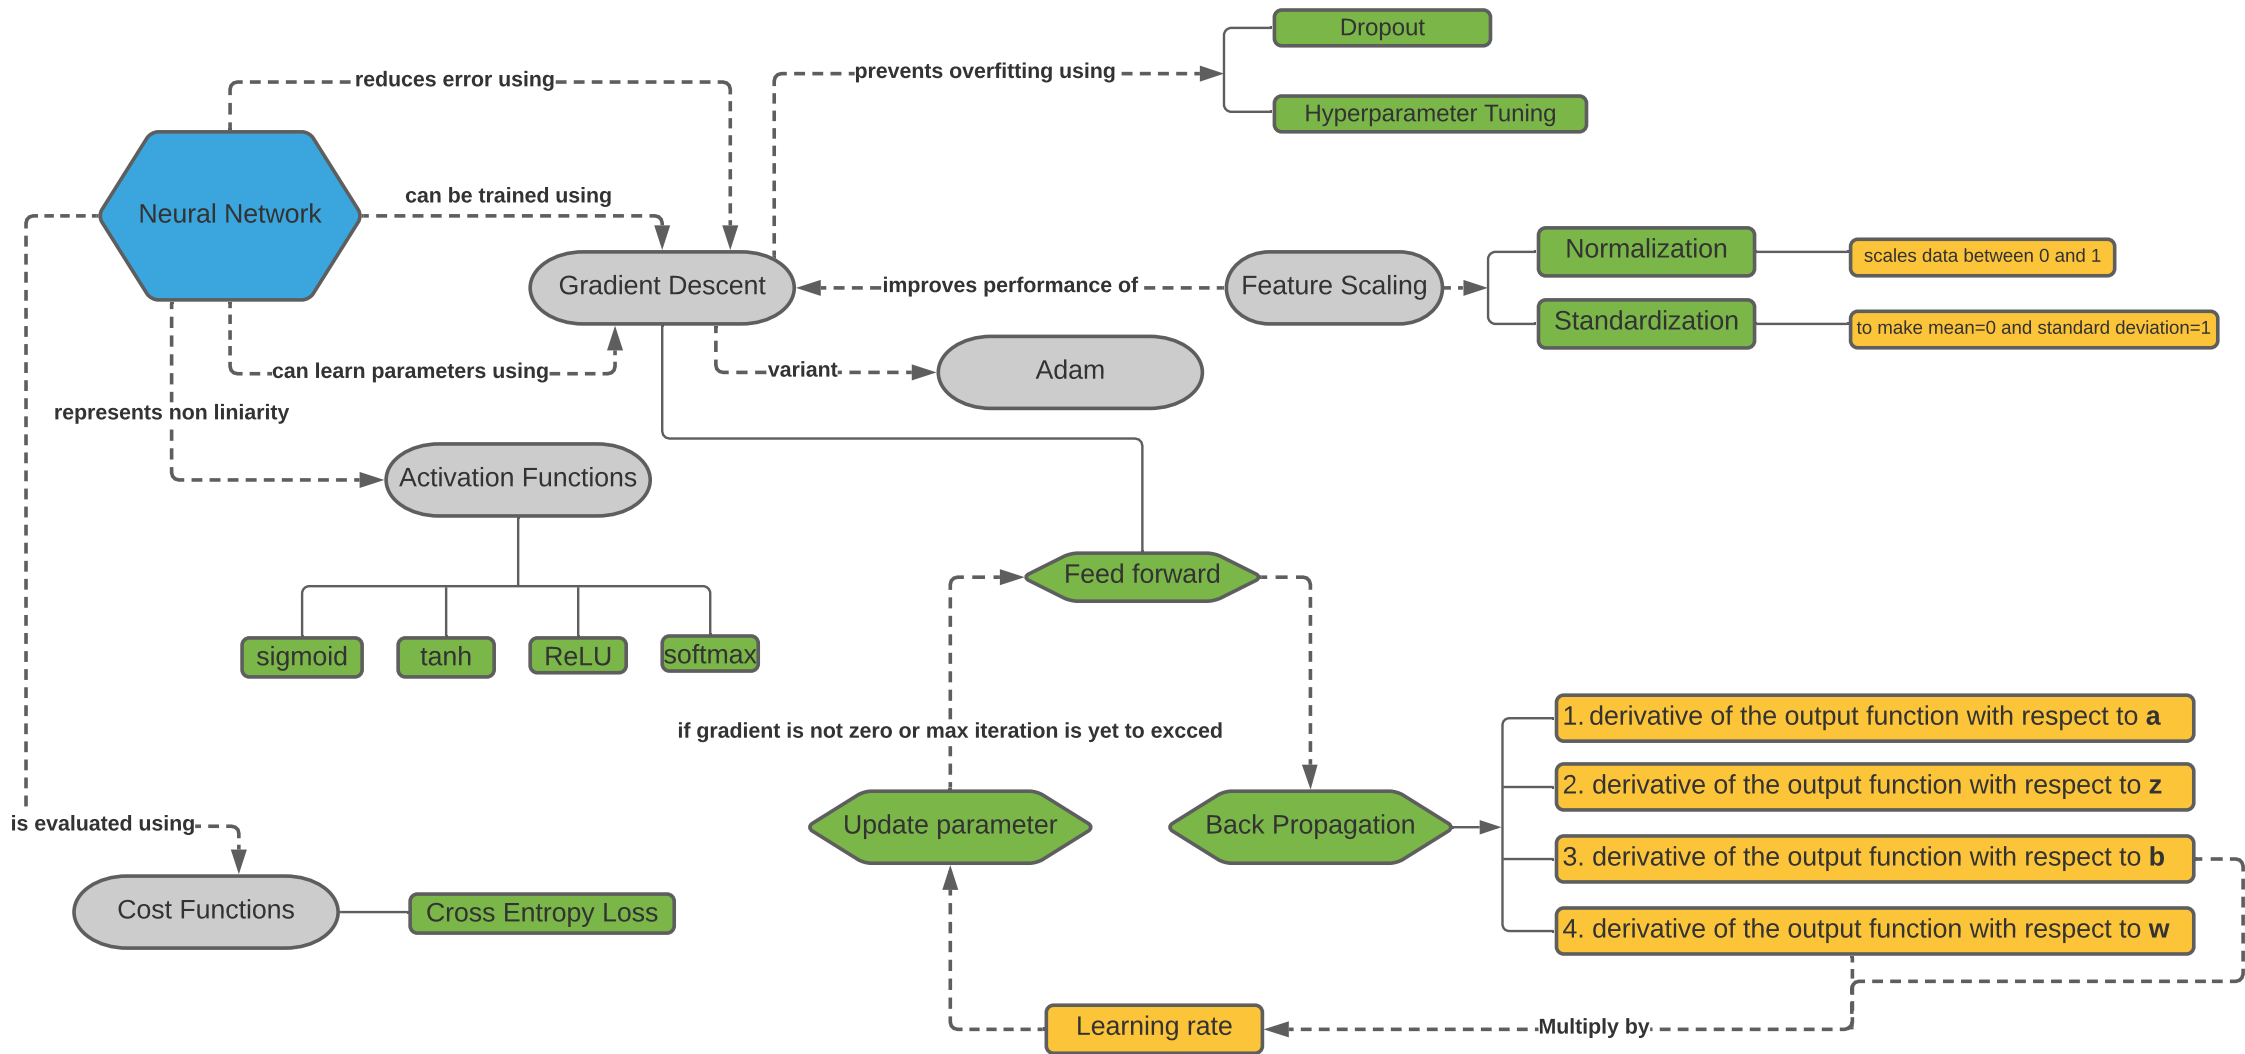 Dropout
reduces error using
prevents overfitting using
Hyperparameter Tuning
Neural Network
can be trained using
Gradient Descent
improves performance of
Feature Scaling
Normalization
scales data between 0 and 1
Standardization
to make mean=0 and standard deviation=1
can learn parameters using
variant
Adam
represents non liniarity
Activation Functions
Feed forward
sigmoid
tanh
ReLU
softmax
if gradient is not zero or max iteration is yet to excced
1. derivative of the output function with respect to a
2. derivative of the output function with respect to z
is evaluated using
Update parameter
Back Propagation
3. derivative of the output function with respect to b
4. derivative of the output function with respect to w
Cost Functions
Cross Entropy Loss
Learning rate
Multiply by